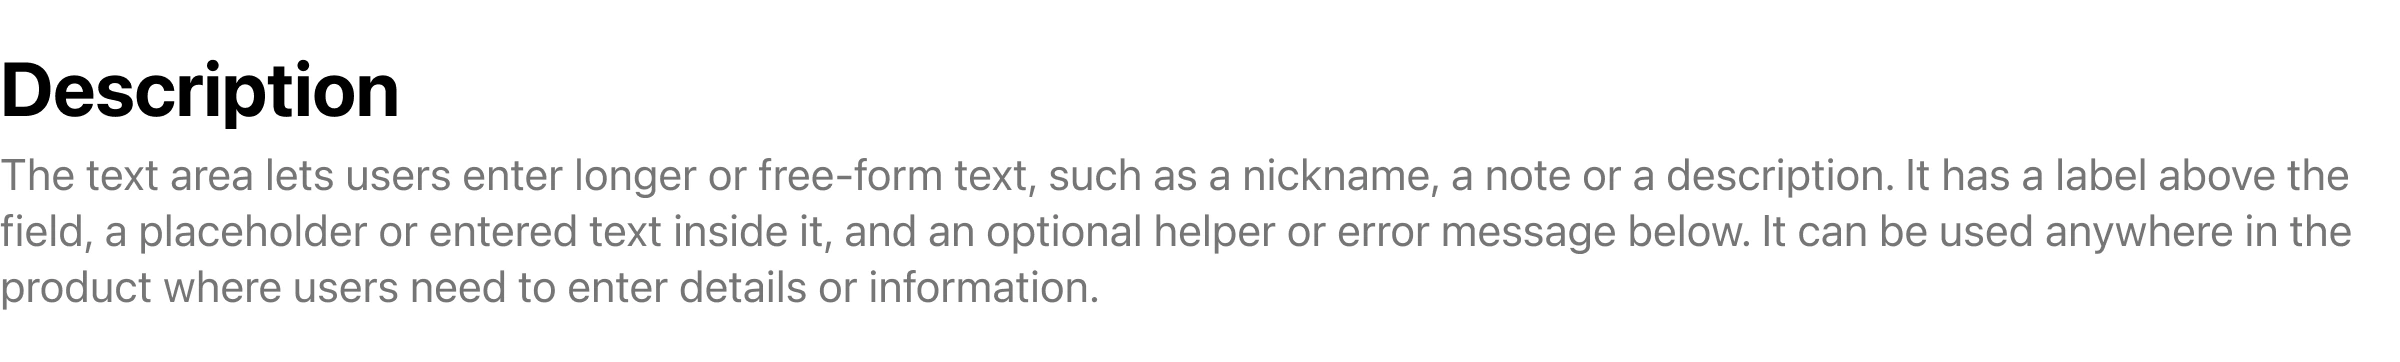 Description
The text area lets users enter longer or free-form text, such as a nickname, a note or a description. It has a label above the
field, a placeholder or entered text inside it, and an optional helper or error message below. It can be used anywhere in the
product where users need to enter details or information.